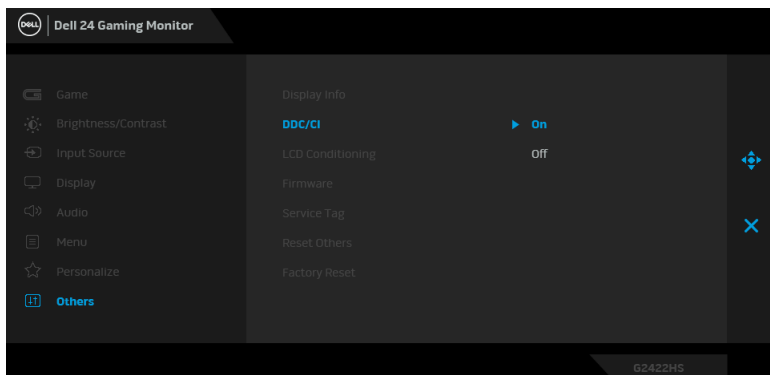 DELL Dell 24 Gaming Monitor
Game
Display Info
Brightness/Contrast
DDC/CI
On
Input Source
LCD Conditioning
Off
Display
Firmware
Audio
Service Tag
Menu
Reset Others
Personalize
Factory Reset
Others
G2422HS